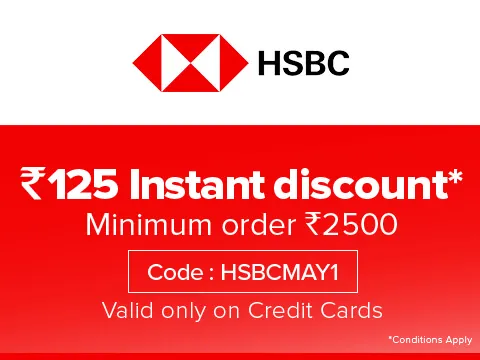 HSBC
₹125 Instant discount*
Minimum order ₹2500
Code : HSBCMAY1
Valid only on Credit Cards
*Conditions Apply